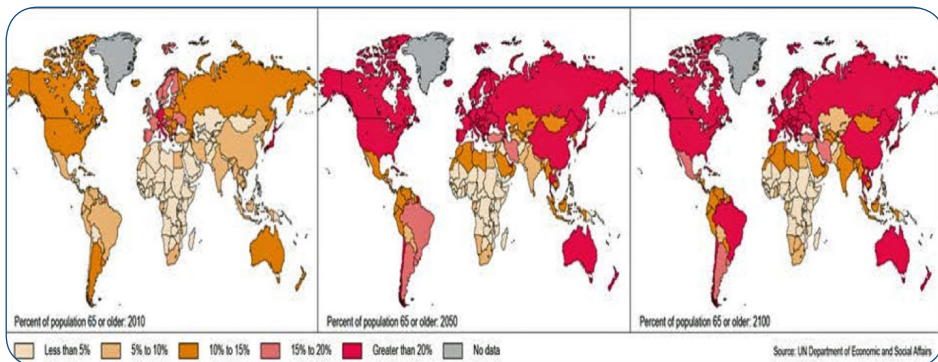 Percent of population 65 or older: 2010
Percent of population 65 or older: 2050
Percent of population 65 or older: 2100
Less than 5%
5% to 10%
10% to 15%
15% to 20%
Greater than 20%
No data
Source: UN Department of Economic and Social Affair